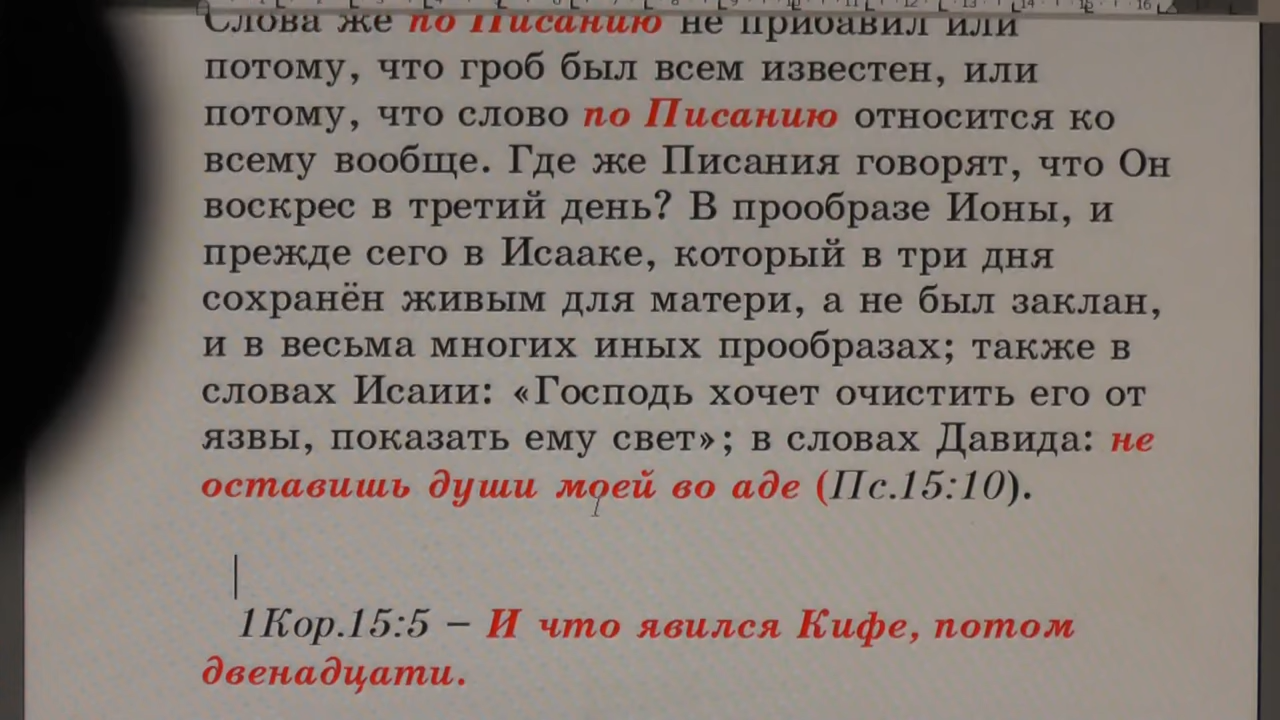 Слова же по Писанию не прибавил или
потому, что гроб был всем известен, или
потому, что слово по Писанию относится ко
всему вообще. Где же Писания говорят, что Он
воскрес в третий день? В прообразе Ионы, и
прежде сего в Исааке, который в три дня
сохранён живым для матери, а не был заклан,
и в весьма многих иных прообразах; также в
словах Исаии: «Господь хочет очистить его от
язвы, показать ему свет»; в словах Давида: не
оставишь души моей во аде (Пс.15:10).
1Кор.15:5 – И что явился Кифе, потом
двенадцати.